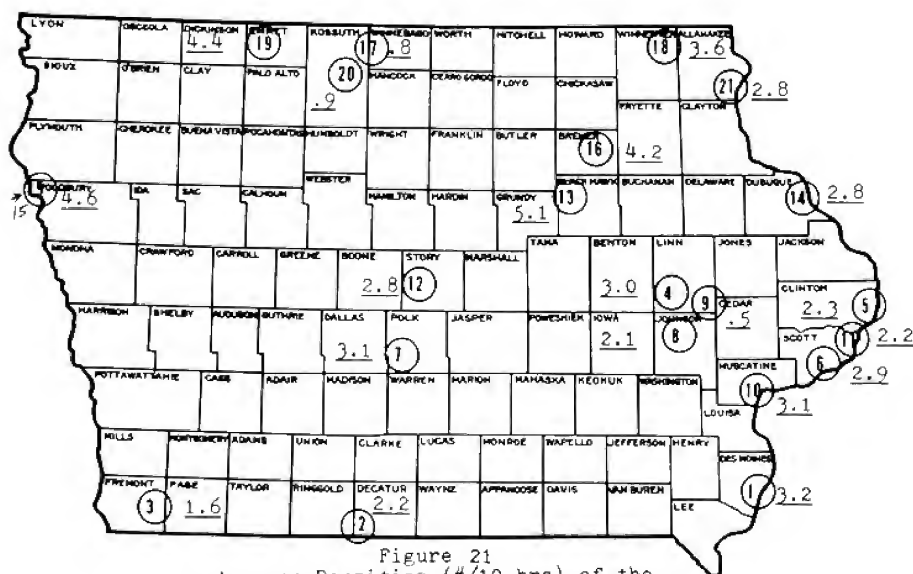 LYON OSCEOLA DICKINSON EMMET KOSSUTH WINNEBAGO WORTH MITCHELL HOWARD WINNESHIEK ALLAMAKEE
4.4 19 17 .8 18 3.6
SIOUX O'BRIEN CLAY PALO ALTO 20 HANCOCK CERRO GORDO FLOYD CHICKASAW 21 2.8
.9 FAYETTE CLAYTON
PLYMOUTH CHEROKEE BUENA VISTA POCAHONTAS HUMBOLDT WRIGHT FRANKLIN BUTLER BREMER
16 4.2
WEBSTER
15 WOODBURY IDA SAC CALHOUN HAMILTON HARDIN GRUNDY BLACK HAWK BUCHANAN DELAWARE DUBUQUE
4.6 5.1 13 14 2.8
MONONA CRAWFORD CARROLL GREENE BOONE STORY MARSHALL TAMA BENTON LINN JONES JACKSON
2.8 12 3.0 4 9 CLINTON
HARRISON SHELBY AUDUBON GUTHRIE DALLAS POLK JASPER POWESHIEK IOWA JOHNSON CEDAR 2.3 5
3.1 7 2.1 8 .5 SCOTT 11 2.2
6 2.9
POTTAWATTAMIE CASS ADAIR MADISON WARREN MARION MAHASKA KEOKUK WASHINGTON MUSCATINE
10 3.1
LOUISA
MILLS MONTGOMERY ADAMS UNION CLARKE LUCAS MONROE WAPELLO JEFFERSON HENRY DES MOINES
FREMONT PAGE TAYLOR RINGGOLD DECATUR WAYNE APPANOOSE DAVIS VAN BUREN LEE
3 1.6 2.2 1 3.2
2
Figure 21
Densities (#/10 hms) of the